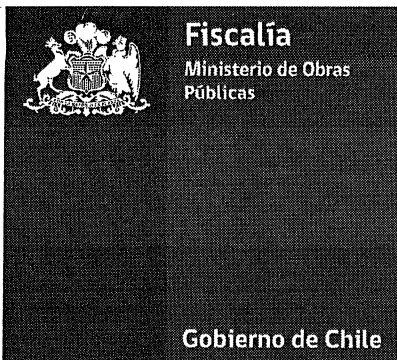 Fiscalía
Ministerio de Obras
Públicas
Gobierno de Chile